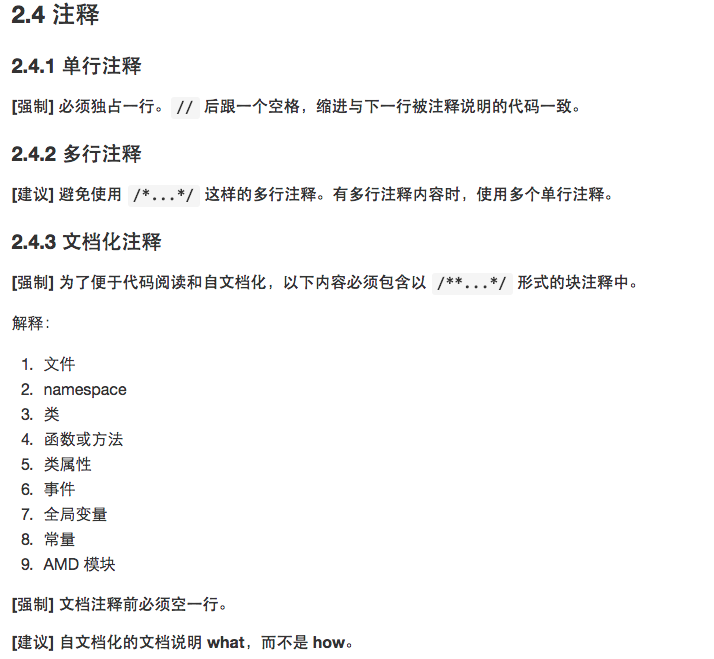 2.4 注释
2.4.1 单行注释
[强制] 必须独占一行。 // 后跟一个空格，缩进与下一行被注释说明的代码一致。
2.4.2 多行注释
[建议] 避免使用 /*...*/ 这样的多行注释。有多行注释内容时，使用多个单行注释。
2.4.3 文档化注释
[强制] 为了便于代码阅读和自文档化，以下内容必须包含以 /**...*/ 形式的块注释中。
解释：
1. 文件
2. namespace
3. 类
4. 函数或方法
5. 类属性
6. 事件
7. 全局变量
8. 常量
9. AMD 模块
[强制] 文档注释前必须空一行。
[建议] 自文档化的文档说明 what，而不是 how。